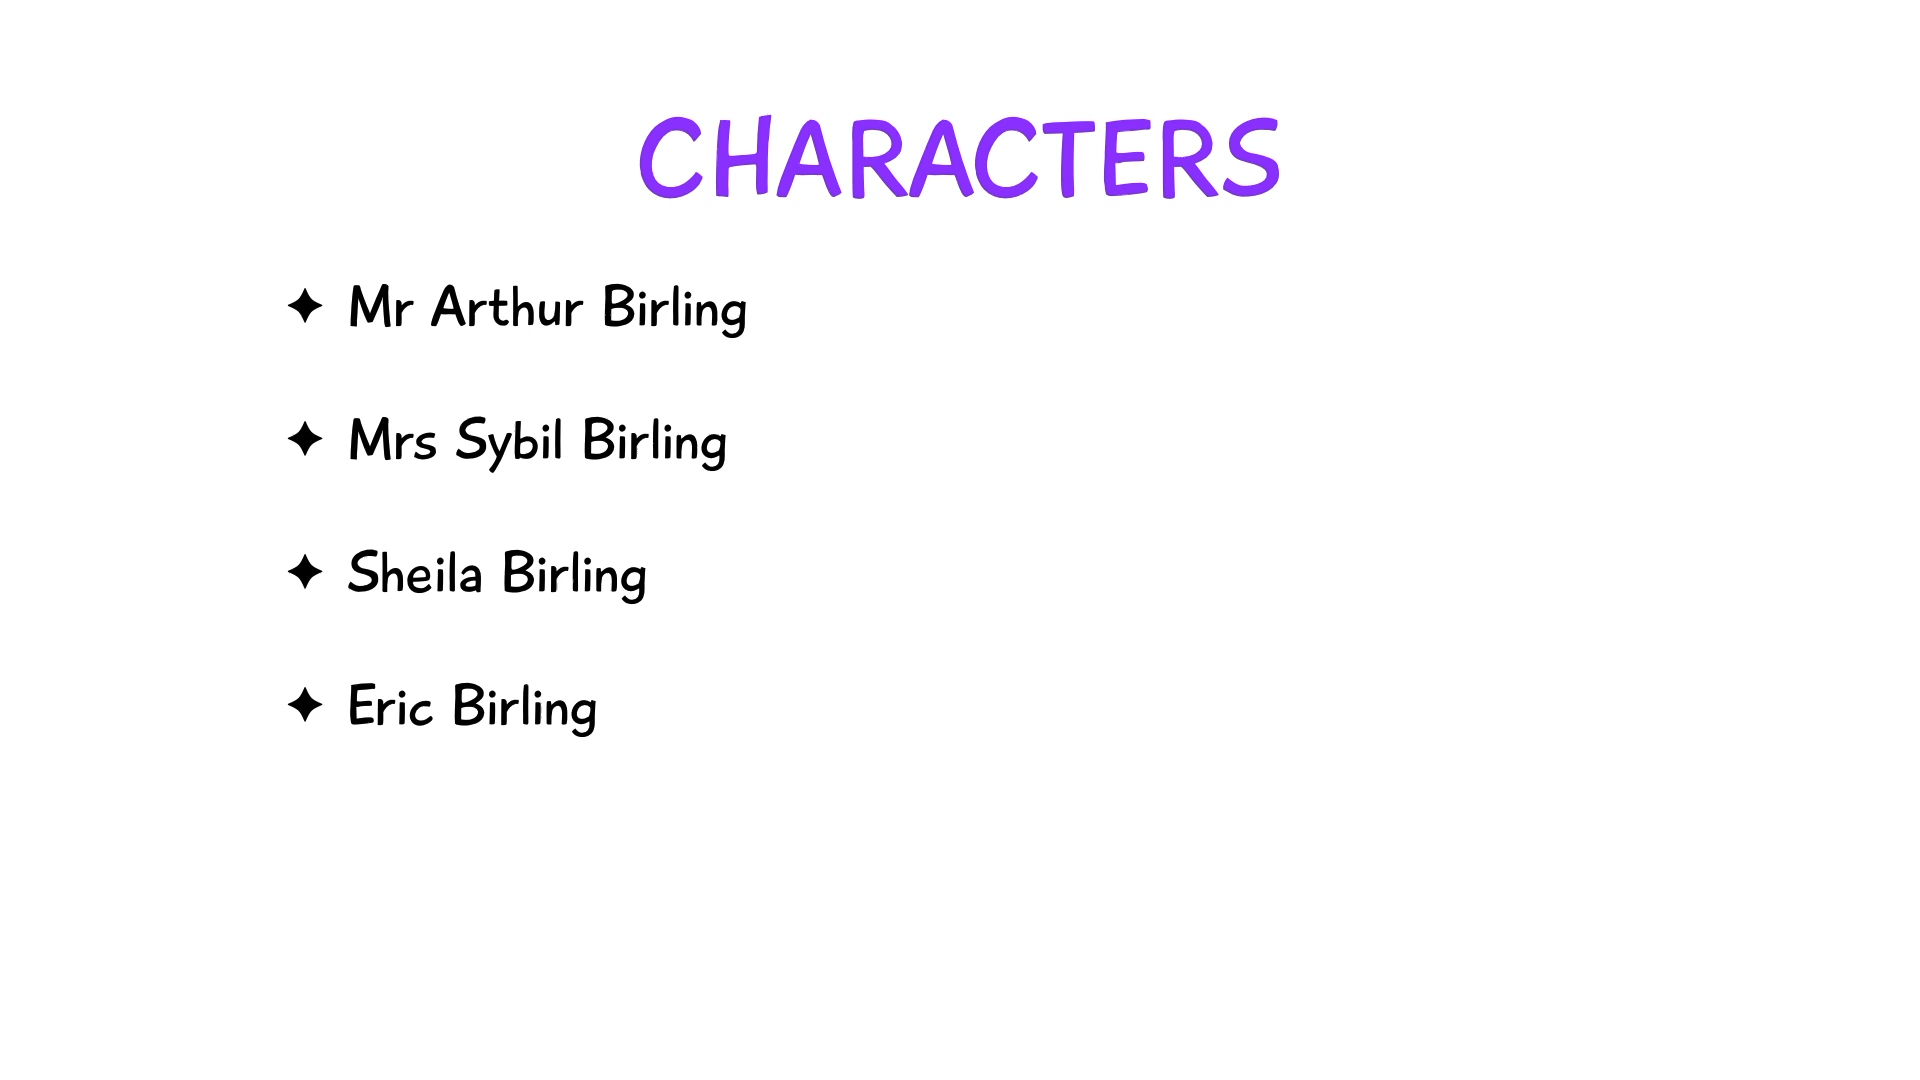 CHARACTERS
✦ Mr Arthur Birling
✦ Mrs Sybil Birling
✦ Sheila Birling
✦ Eric Birling